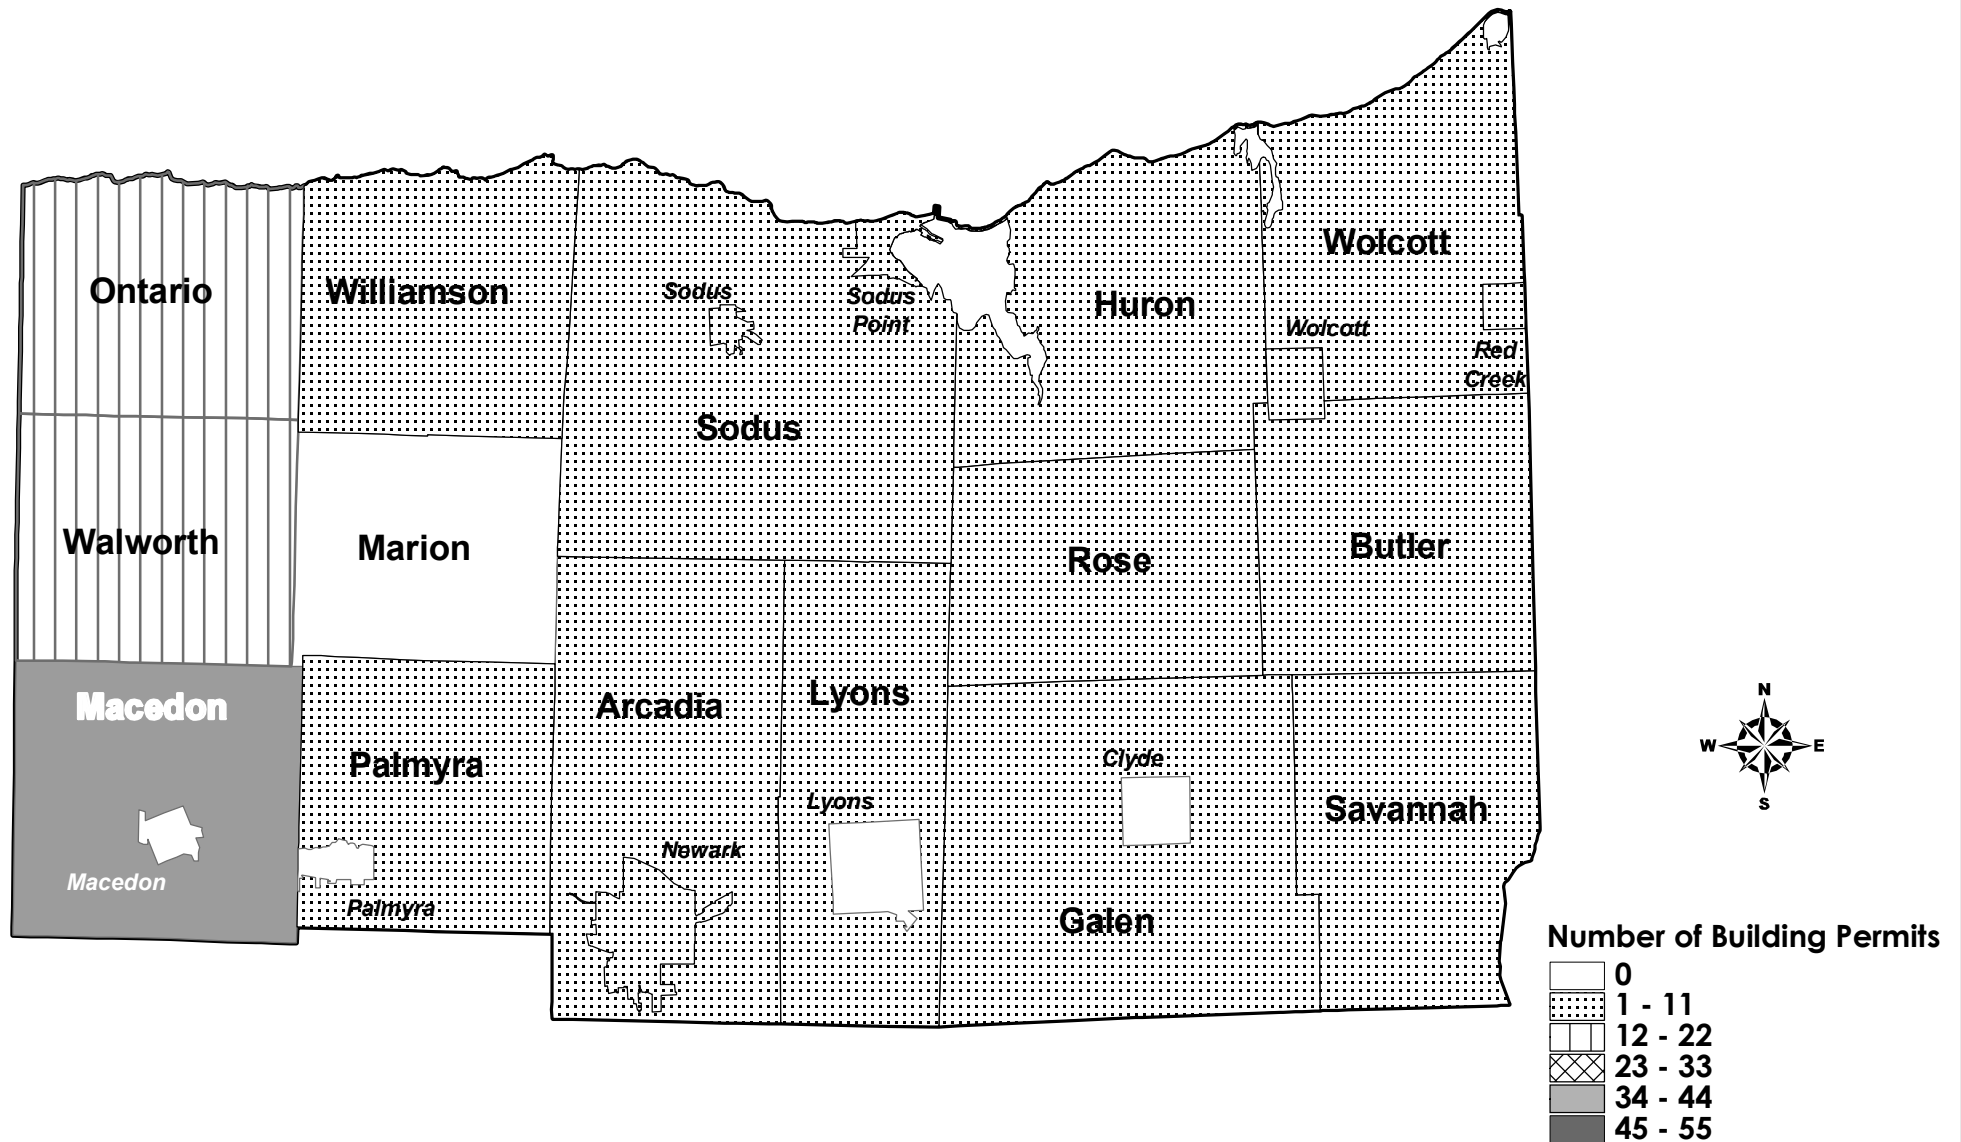 Wolcott
Ontario
Williamson
Sodus
Sodus
Point
Huron
Wolcott
Red
Creek
Sodus
Walworth
Marion
Rose
Butler
Macedon
Arcadia
Lyons
Palmyra
Clyde
Lyons
Savannah
Newark
Macedon
Palmyra
Galen
N
W E
S
Number of Building Permits
0
1 - 11
12 - 22
23 - 33
34 - 44
45 - 55